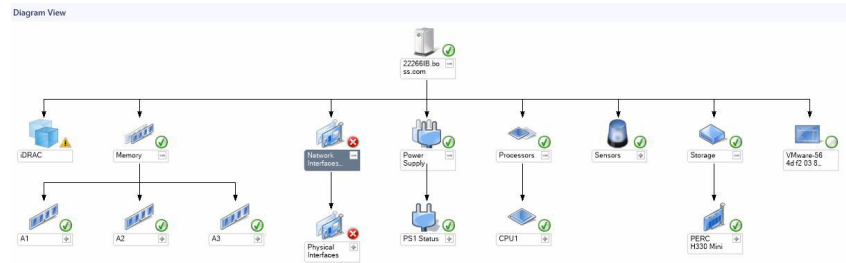 Diagram View
22266IB.bo
ss.com
iDRAC
Memory
Network
Interfaces...
Power
Supply
Processors
Sensors
Storage
VMware-56
4d f2 03 8...
A1
A2
A3
Physical
Interfaces
PS1 Status
CPU1
PERC
H330 Mini